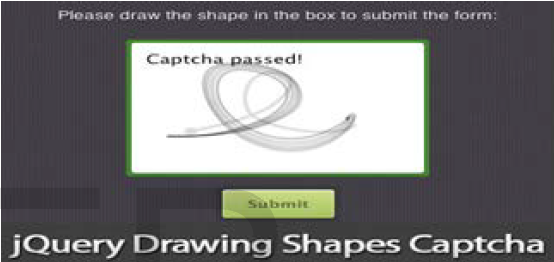 Please draw the shape in the box to submit the form:
Captcha passed!
Submit
jQuery Drawing Shapes Captcha